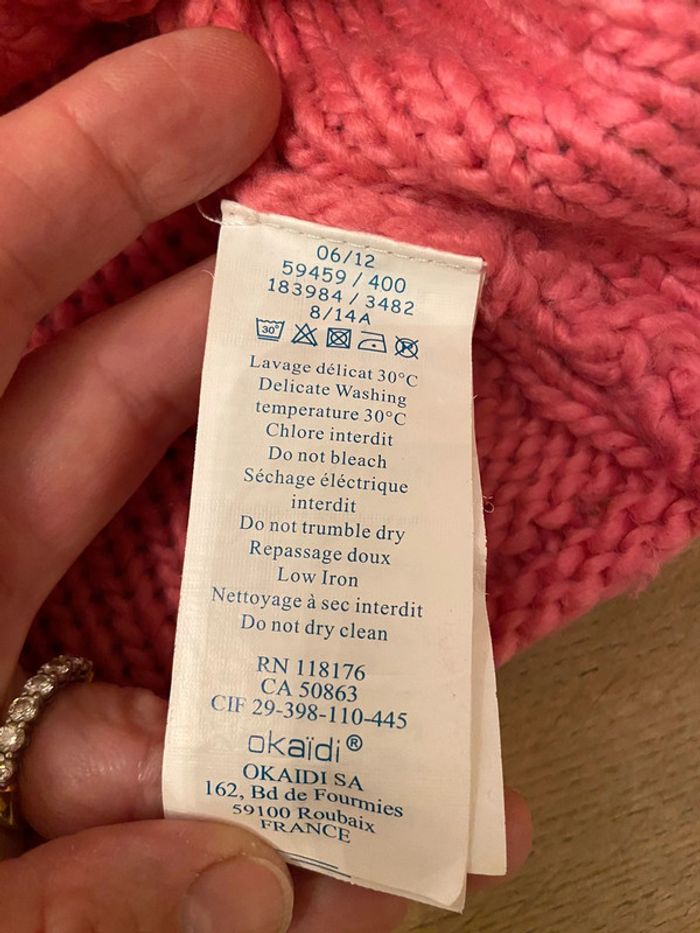 06/12
59459 / 400
183984 / 3482
8/14A
30°
Lavage délicat 30°C
Delicate Washing
temperature 30°C
Chlore interdit
Do not bleach
Séchage éléctrique
interdit
Do not trumble dry
Repassage doux
Low Iron
Nettoyage à sec interdit
Do not dry clean
RN 118176
CA 50863
CIF 29-398-110-445
okaïdi®
OKAIDI SA
162, Bd de Fourmies
59100 Roubaix
FRANCE